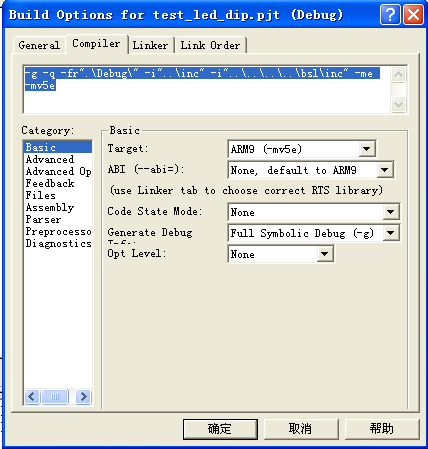 Build Options for test_led_dip.pjt (Debug)
General Compiler Linker Link Order
-g -q -fr"..\Debug\" -i"..\inc" -i"..\..\..\..\bsl\inc" -me
-mv5e
Category:
Basic
Advanced
Advanced Op
Feedback
Files
Assembly
Parser
Preprocesso
Diagnostics
Basic
Target: ARM9 (-mv5e)
ABI (--abi=): None, default to ARM9
(use Linker tab to choose correct RTS library)
Code State Mode: None
Generate Debug Full Symbolic Debug (-g)
Opt Level: None
确定 取消 帮助